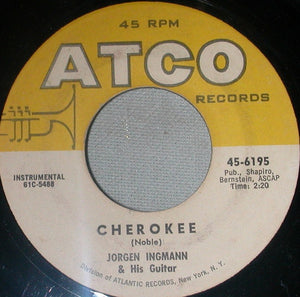 45 RPM
ATCO
RECORDS
INSTRUMENTAL
61C-5488
45-6195
Pub., Shapiro,
Bernstein, ASCAP
Time: 2:20
CHEROKEE
(Noble)
JORGEN INGMANN
& His Guitar
Division of ATLANTIC RECORDS, New York, N. Y.